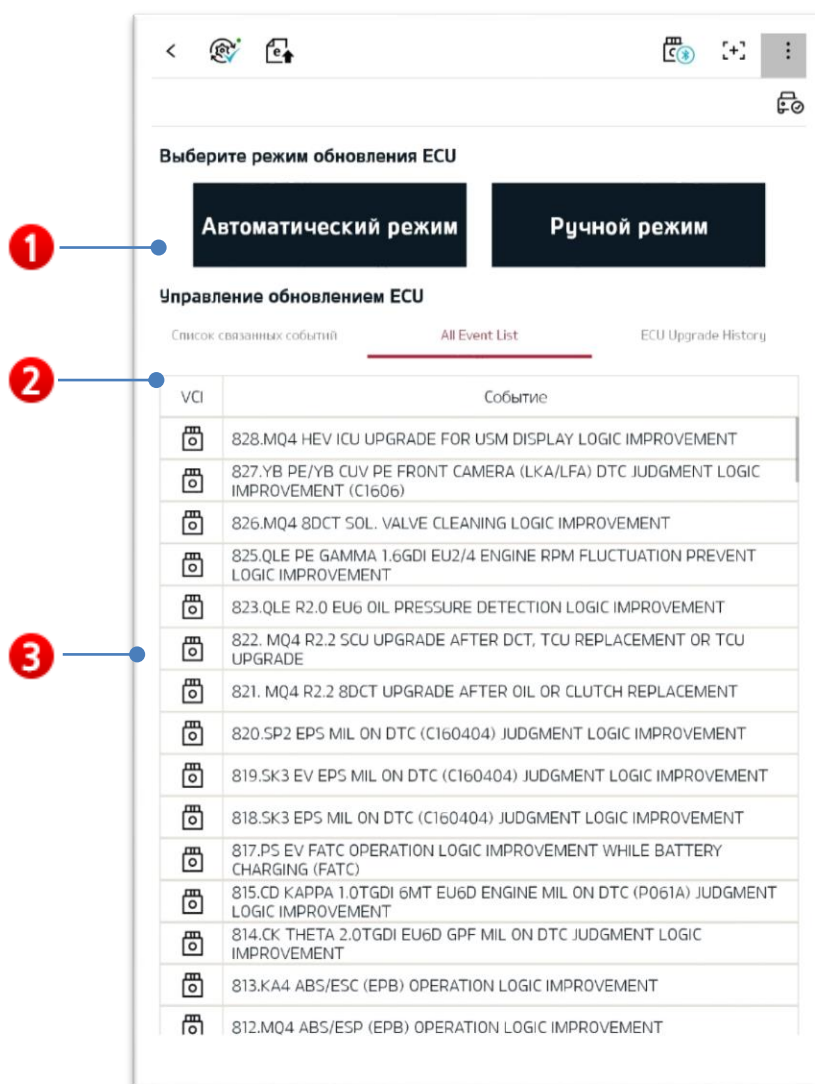 Выберите режим обновления ECU
1
Автоматический режим
Ручной режим
Управление обновлением ECU
Список связанных событий
All Event List
ECU Upgrade History
2
VCI
Событие
828.MQ4 HEV ICU UPGRADE FOR USM DISPLAY LOGIC IMPROVEMENT
827.YB PE/YB CUV PE FRONT CAMERA (LKA/LFA) DTC JUDGMENT LOGIC
IMPROVEMENT (C1606)
826.MQ4 8DCT SOL. VALVE CLEANING LOGIC IMPROVEMENT
825.QLE PE GAMMA 1.6GDI EU2/4 ENGINE RPM FLUCTUATION PREVENT
LOGIC IMPROVEMENT
823.QLE R2.0 EU6 OIL PRESSURE DETECTION LOGIC IMPROVEMENT
3
822. MQ4 R2.2 SCU UPGRADE AFTER DCT, TCU REPLACEMENT OR TCU
UPGRADE
821. MQ4 R2.2 8DCT UPGRADE AFTER OIL OR CLUTCH REPLACEMENT
820.SP2 EPS MIL ON DTC (C160404) JUDGMENT LOGIC IMPROVEMENT
819.SK3 EV EPS MIL ON DTC (C160404) JUDGMENT LOGIC IMPROVEMENT
818.SK3 EPS MIL ON DTC (C160404) JUDGMENT LOGIC IMPROVEMENT
817.PS EV FATC OPERATION LOGIC IMPROVEMENT WHILE BATTERY
CHARGING (FATC)
815.CD KAPPA 1.0TGDI 6MT EU6D ENGINE MIL ON DTC (P061A) JUDGMENT
LOGIC IMPROVEMENT
814.CK THETA 2.0TGDI EU6D GPF MIL ON DTC JUDGMENT LOGIC
IMPROVEMENT
813.KA4 ABS/ESC (EPB) OPERATION LOGIC IMPROVEMENT
812.MQ4 ABS/ESP (EPB) OPERATION LOGIC IMPROVEMENT